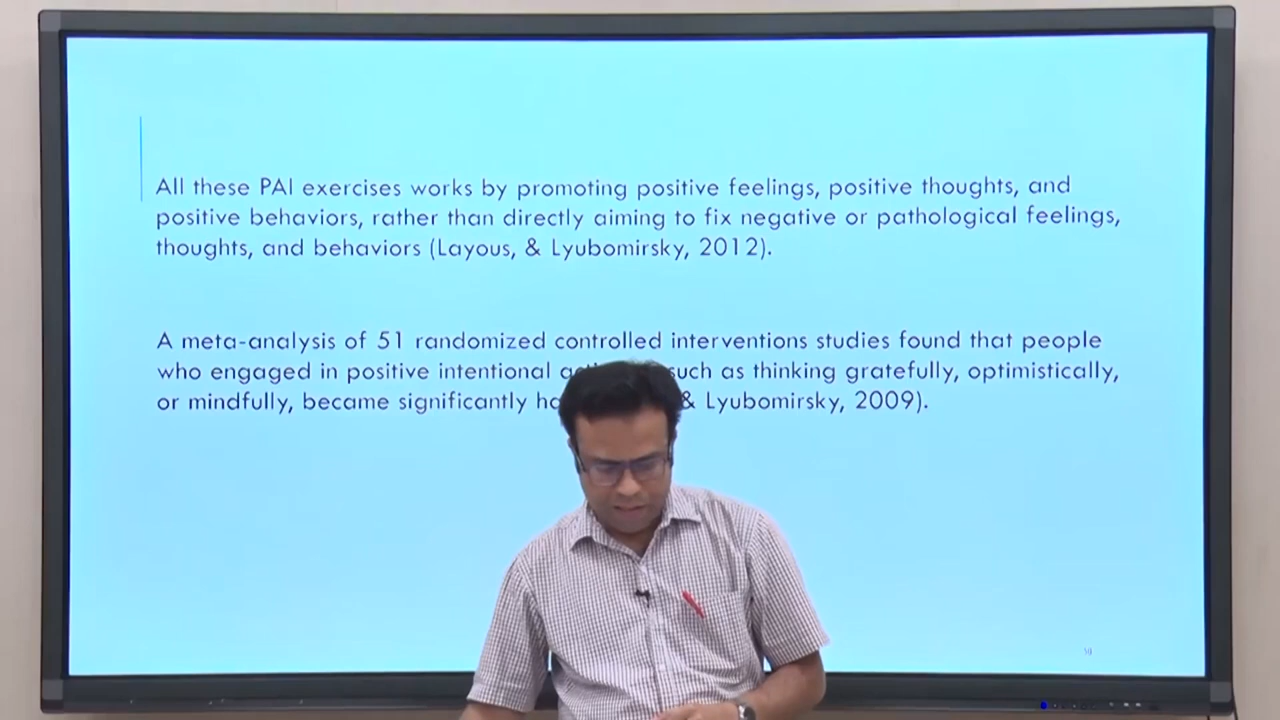 All these PAI exercises works by promoting positive feelings, positive thoughts, and
positive behaviors, rather than directly aiming to fix negative or pathological feelings,
thoughts, and behaviors (Layous, & Lyubomirsky, 2012).
A meta-analysis of 51 randomized controlled interventions studies found that people
who engaged in positive intentional such as thinking gratefully, optimistically,
or mindfully, became significantly & Lyubomirsky, 2009).